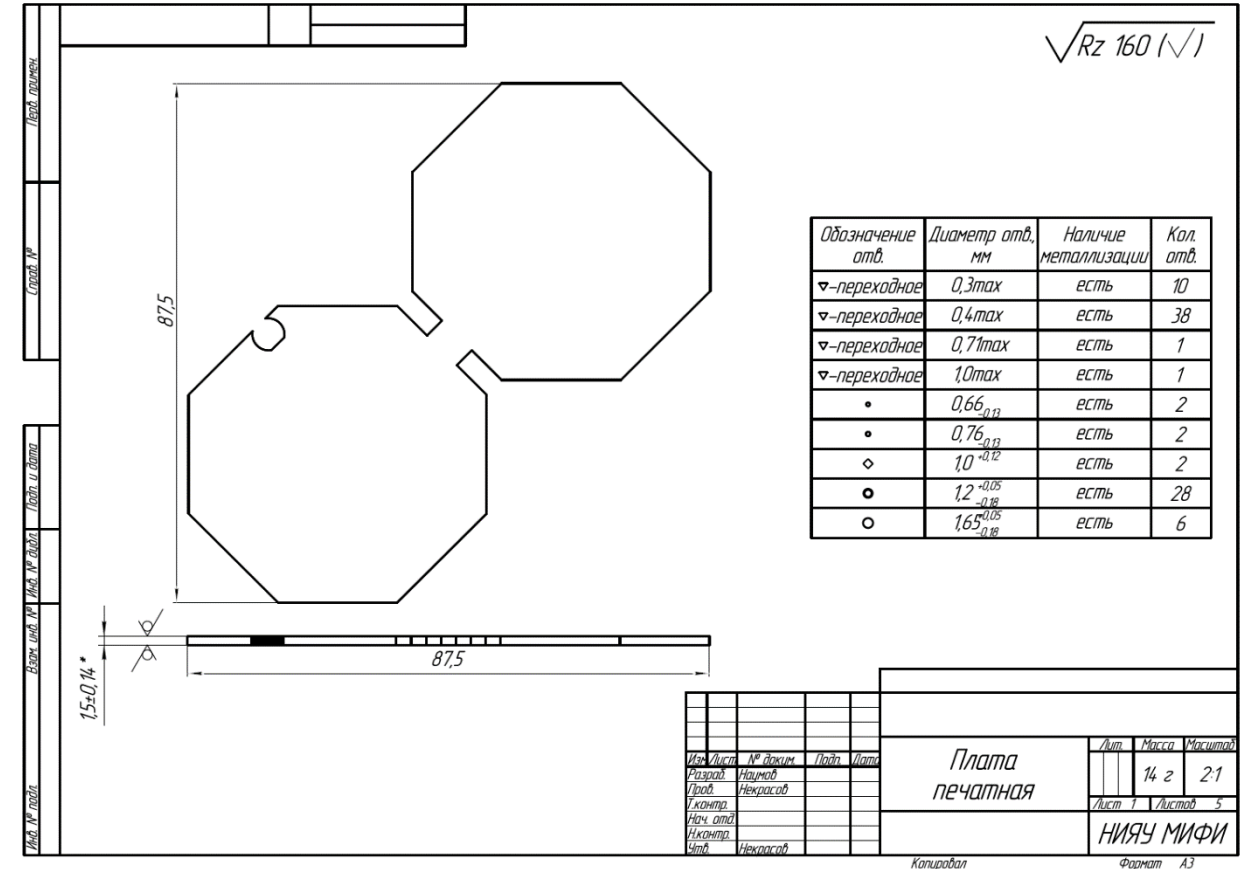 Rz 160 (√)
Перв. примен.
Справ. №
Подп. и дата
Инв. № дубл.
Взам. инв. №
Инв. № подл.
87,5
1,5±0,14 *
87,5
Обозначение отв. Диаметр отв., мм Наличие металлизации Кол. отв.
▽-переходное 0,3max есть 10
▽-переходное 0,4max есть 38
▽-переходное 0,71max есть 1
▽-переходное 1,0max есть 1
0,66 -0,13 есть 2
0,76 -0,13 есть 2
1,0 +0,12 есть 2
1,2 +0,05 -0,18 есть 28
1,65 +0,05 -0,18 есть 6
Изм Лист № докум. Подп. Дата
Разраб. Наумов
Пров. Некрасов
Т.контр.
Нач. отд.
Н.контр.
Утв. Некрасов
Плата
печатная
Лит. Масса Масштаб
14 г 2:1
Лист 1 Листов 5
НИЯУ МИФИ
Копировал Формат А3